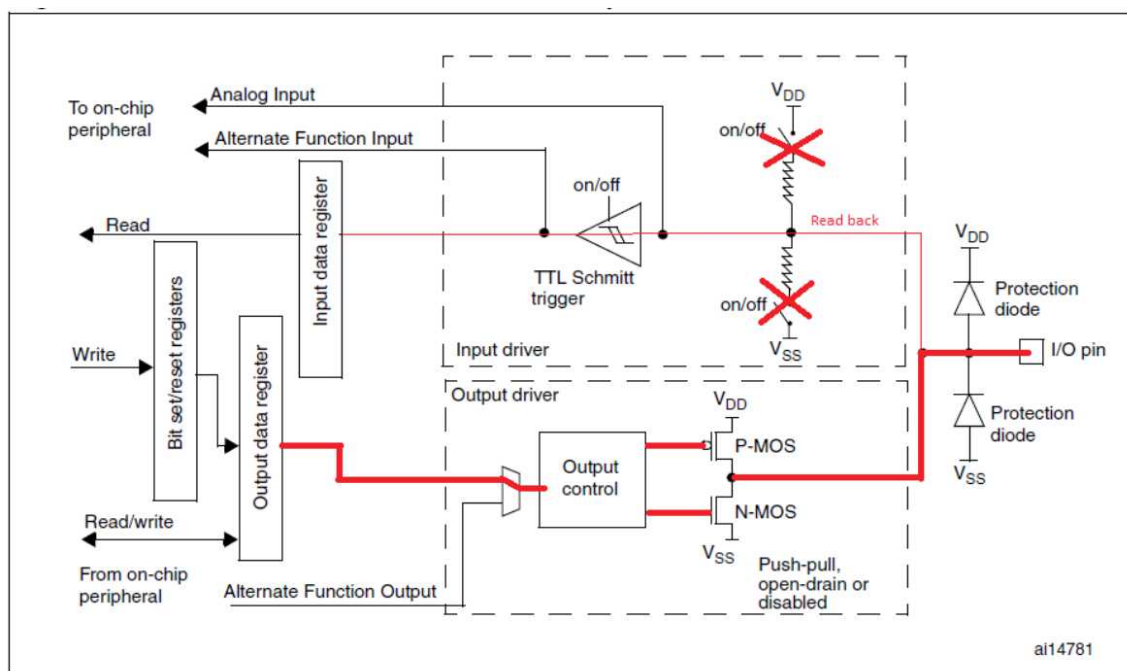 To on-chip
peripheral
Analog Input
Alternate Function Input
Read
Input data register
Bit set/reset registers
Write
Output data register
Read/write
From on-chip
peripheral
Alternate Function Output
on/off
TTL Schmitt
trigger
VDD
on/off
Read back
on/off
VSS
Input driver
VDD
Protection
diode
I/O pin
Protection
diode
VSS
Output driver
VDD
P-MOS
Output
control
N-MOS
VSS
Push-pull,
open-drain or
disabled
ai14781